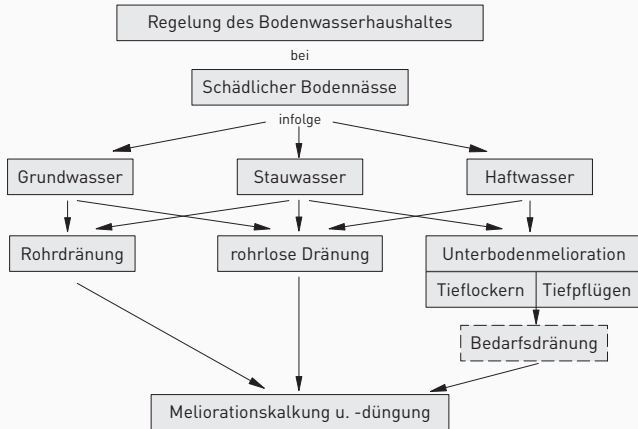 Regelung des Bodenwasserhaushaltes
bei
Schädlicher Bodennässe
infolge
Grundwasser
Stauwasser
Haftwasser
Rohrdränung
rohrlose Dränung
Unterbodenmelioration
Tieflockern
Tiefpflügen
Bedarfsdränung
Meliorationskalkung u. -düngung